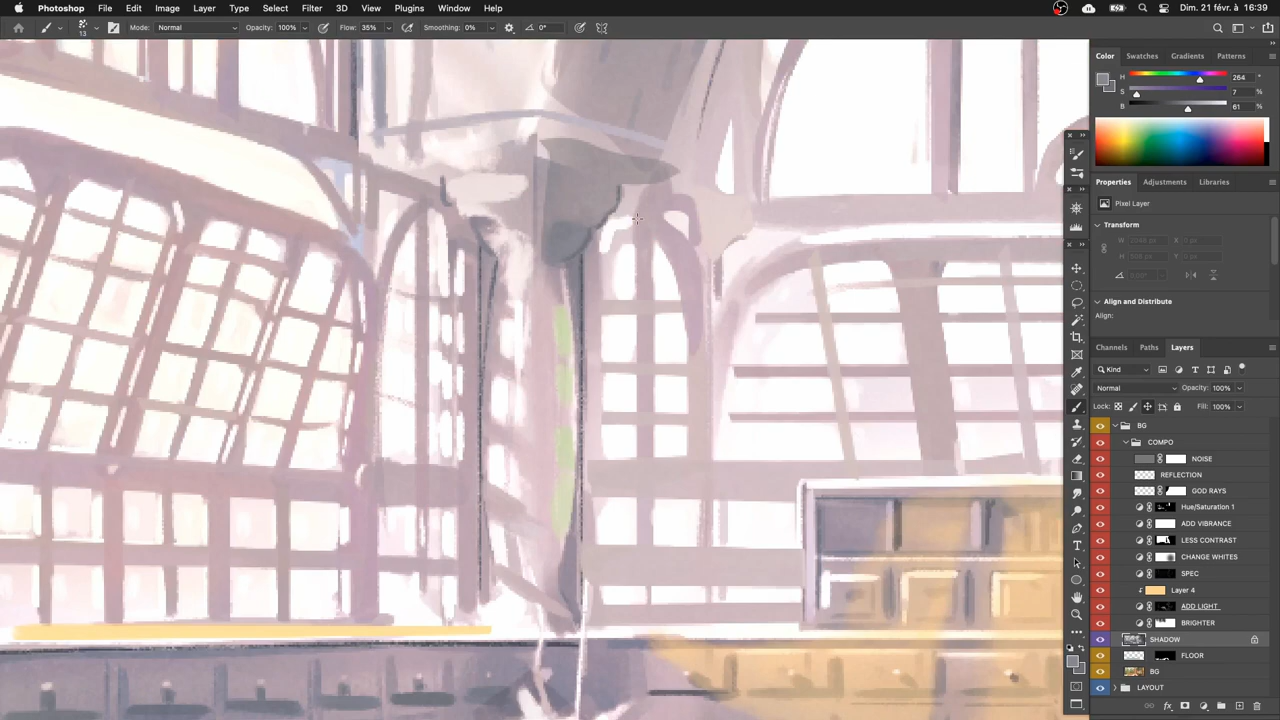 Photoshop File Edit Image Layer Type Select Filter 3D View Plugins Window Help Dim. 21 févr. à 16:39
13 Mode: Normal Opacity: 100% Flow: 35% Smoothing: 0% 0°
Color Swatches Gradients Patterns
H 264 °
S 7 %
B 61 %
Properties Adjustments Libraries
Pixel Layer
Transform
Align and Distribute
Align:
Channels Paths Layers
Kind
Normal Opacity: 100%
Lock: Fill: 100%
BG
COMPO
NOISE
REFLECTION
GOD RAYS
Hue/Saturation 1
ADD VIBRANCE
LESS CONTRAST
CHANGE WHITES
SPEC
Layer 4
ADD LIGHT
BRIGHTER
SHADOW
FLOOR
BG
LAYOUT